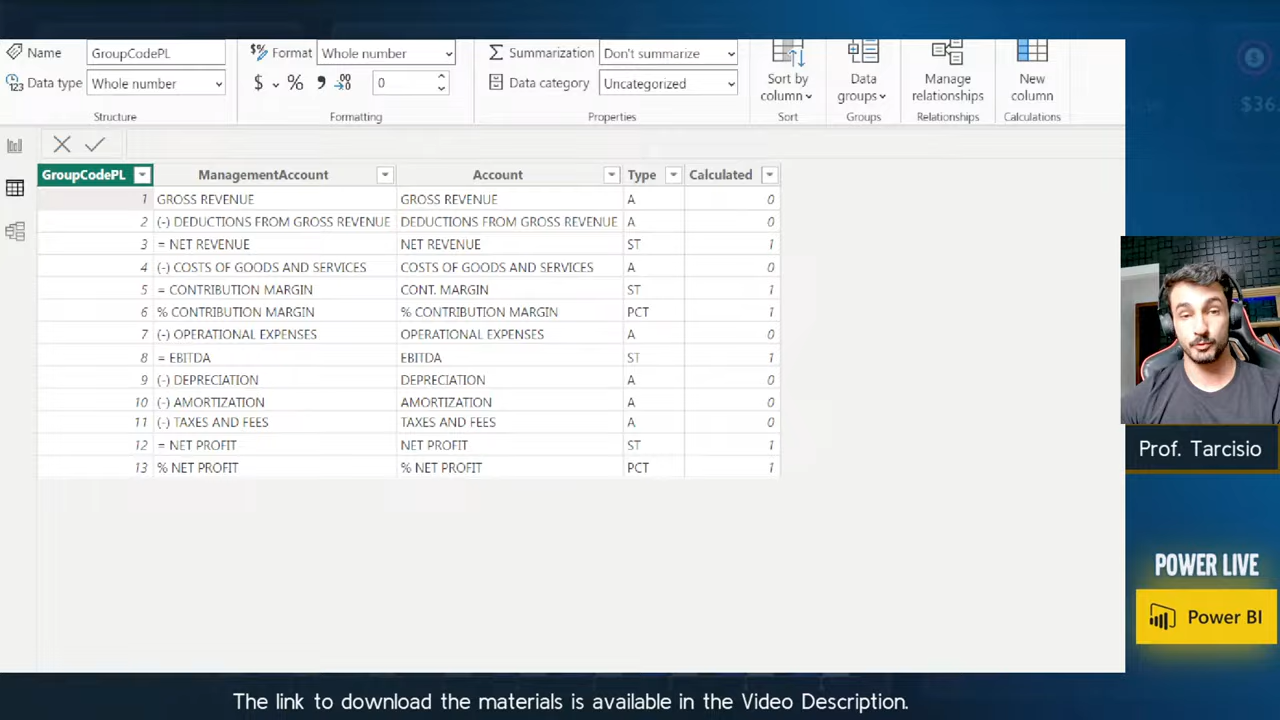 Name GroupCodePL Format Whole number Summarization Don't summarize
Data type Whole number $ % 0 Data category Uncategorized
Sort by column Data groups Manage relationships New column
Structure Formatting Properties Sort Groups Relationships Calculations
GroupCodePL ManagementAccount Account Type Calculated
1 GROSS REVENUE GROSS REVENUE A 0
2 (-) DEDUCTIONS FROM GROSS REVENUE DEDUCTIONS FROM GROSS REVENUE A 0
3 = NET REVENUE NET REVENUE ST 1
4 (-) COSTS OF GOODS AND SERVICES COSTS OF GOODS AND SERVICES A 0
5 = CONTRIBUTION MARGIN CONT. MARGIN ST 1
6 % CONTRIBUTION MARGIN % CONTRIBUTION MARGIN PCT 1
7 (-) OPERATIONAL EXPENSES OPERATIONAL EXPENSES A 0
8 = EBITDA EBITDA ST 1
9 (-) DEPRECIATION DEPRECIATION A 0
10 (-) AMORTIZATION AMORTIZATION A 0
11 (-) TAXES AND FEES TAXES AND FEES A 0
12 = NET PROFIT NET PROFIT ST 1
13 % NET PROFIT % NET PROFIT PCT 1
Prof. Tarcisio
POWER LIVE
Power BI
The link to download the materials is available in the Video Description.